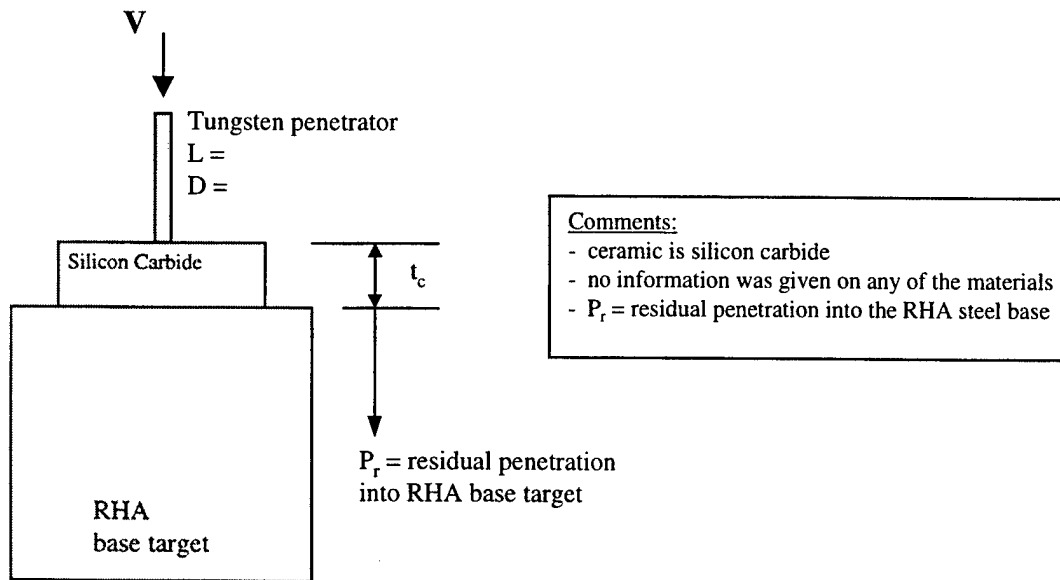 V
Tungsten penetrator
L =
D =
Silicon Carbide
t_c
P_r = residual penetration
into RHA base target
RHA
base target
Comments:
- ceramic is silicon carbide
- no information was given on any of the materials
- P_r = residual penetration into the RHA steel base